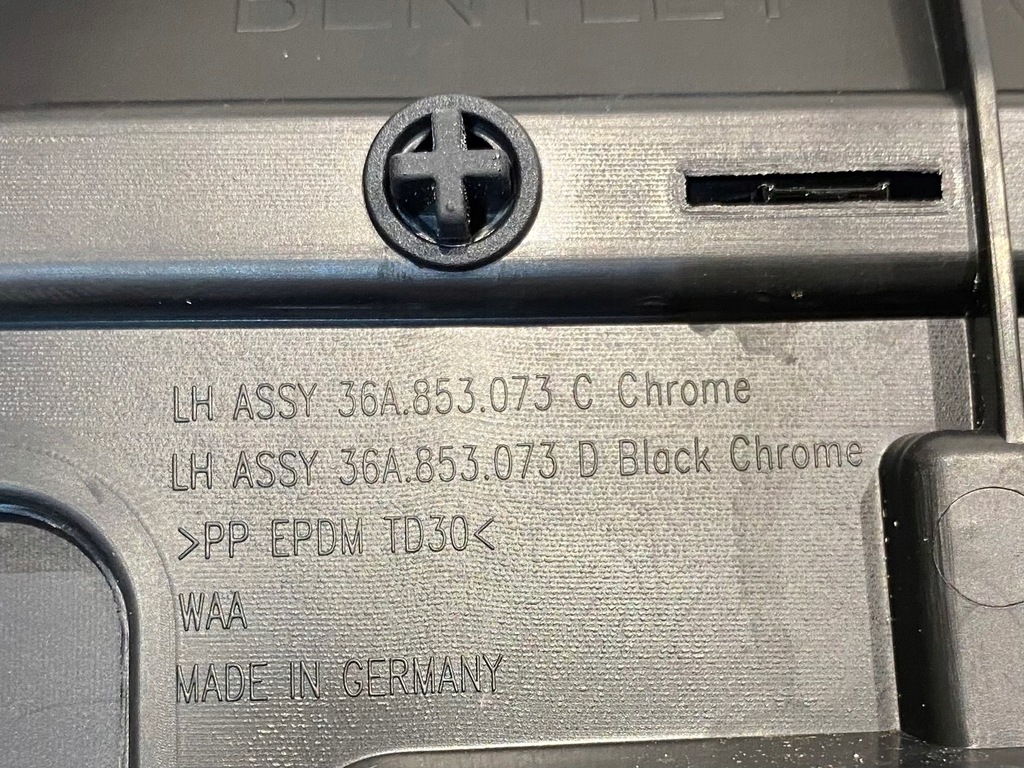 BENTLEY
LH ASSY 36A.853.073 C Chrome
LH ASSY 36A.853.073 D Black Chrome
>PP EPDM TD30<
WAA
MADE IN GERMANY